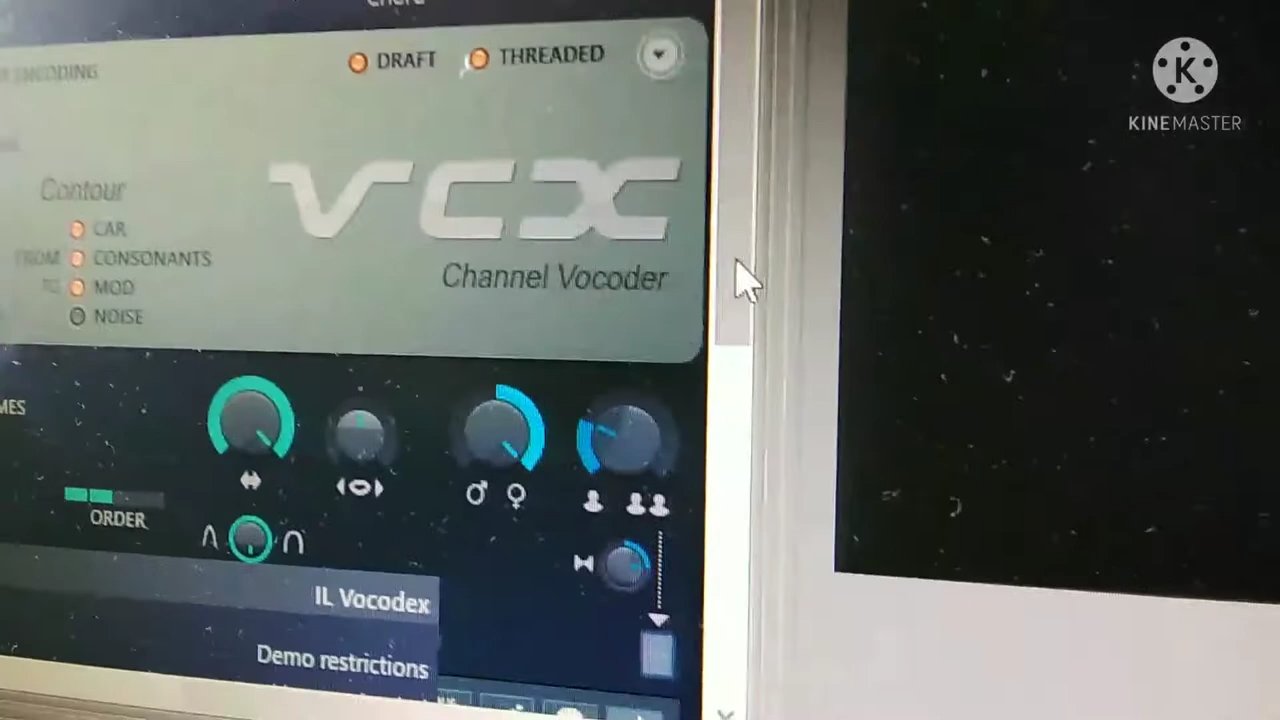 DRAFT THREADED
ENCODING
VCX
Channel Vocoder
Contour
CAR
FROM CONSONANTS
TO MOD
NOISE
ORDER
IL Vocodex
Demo restrictions
K
KINEMASTER